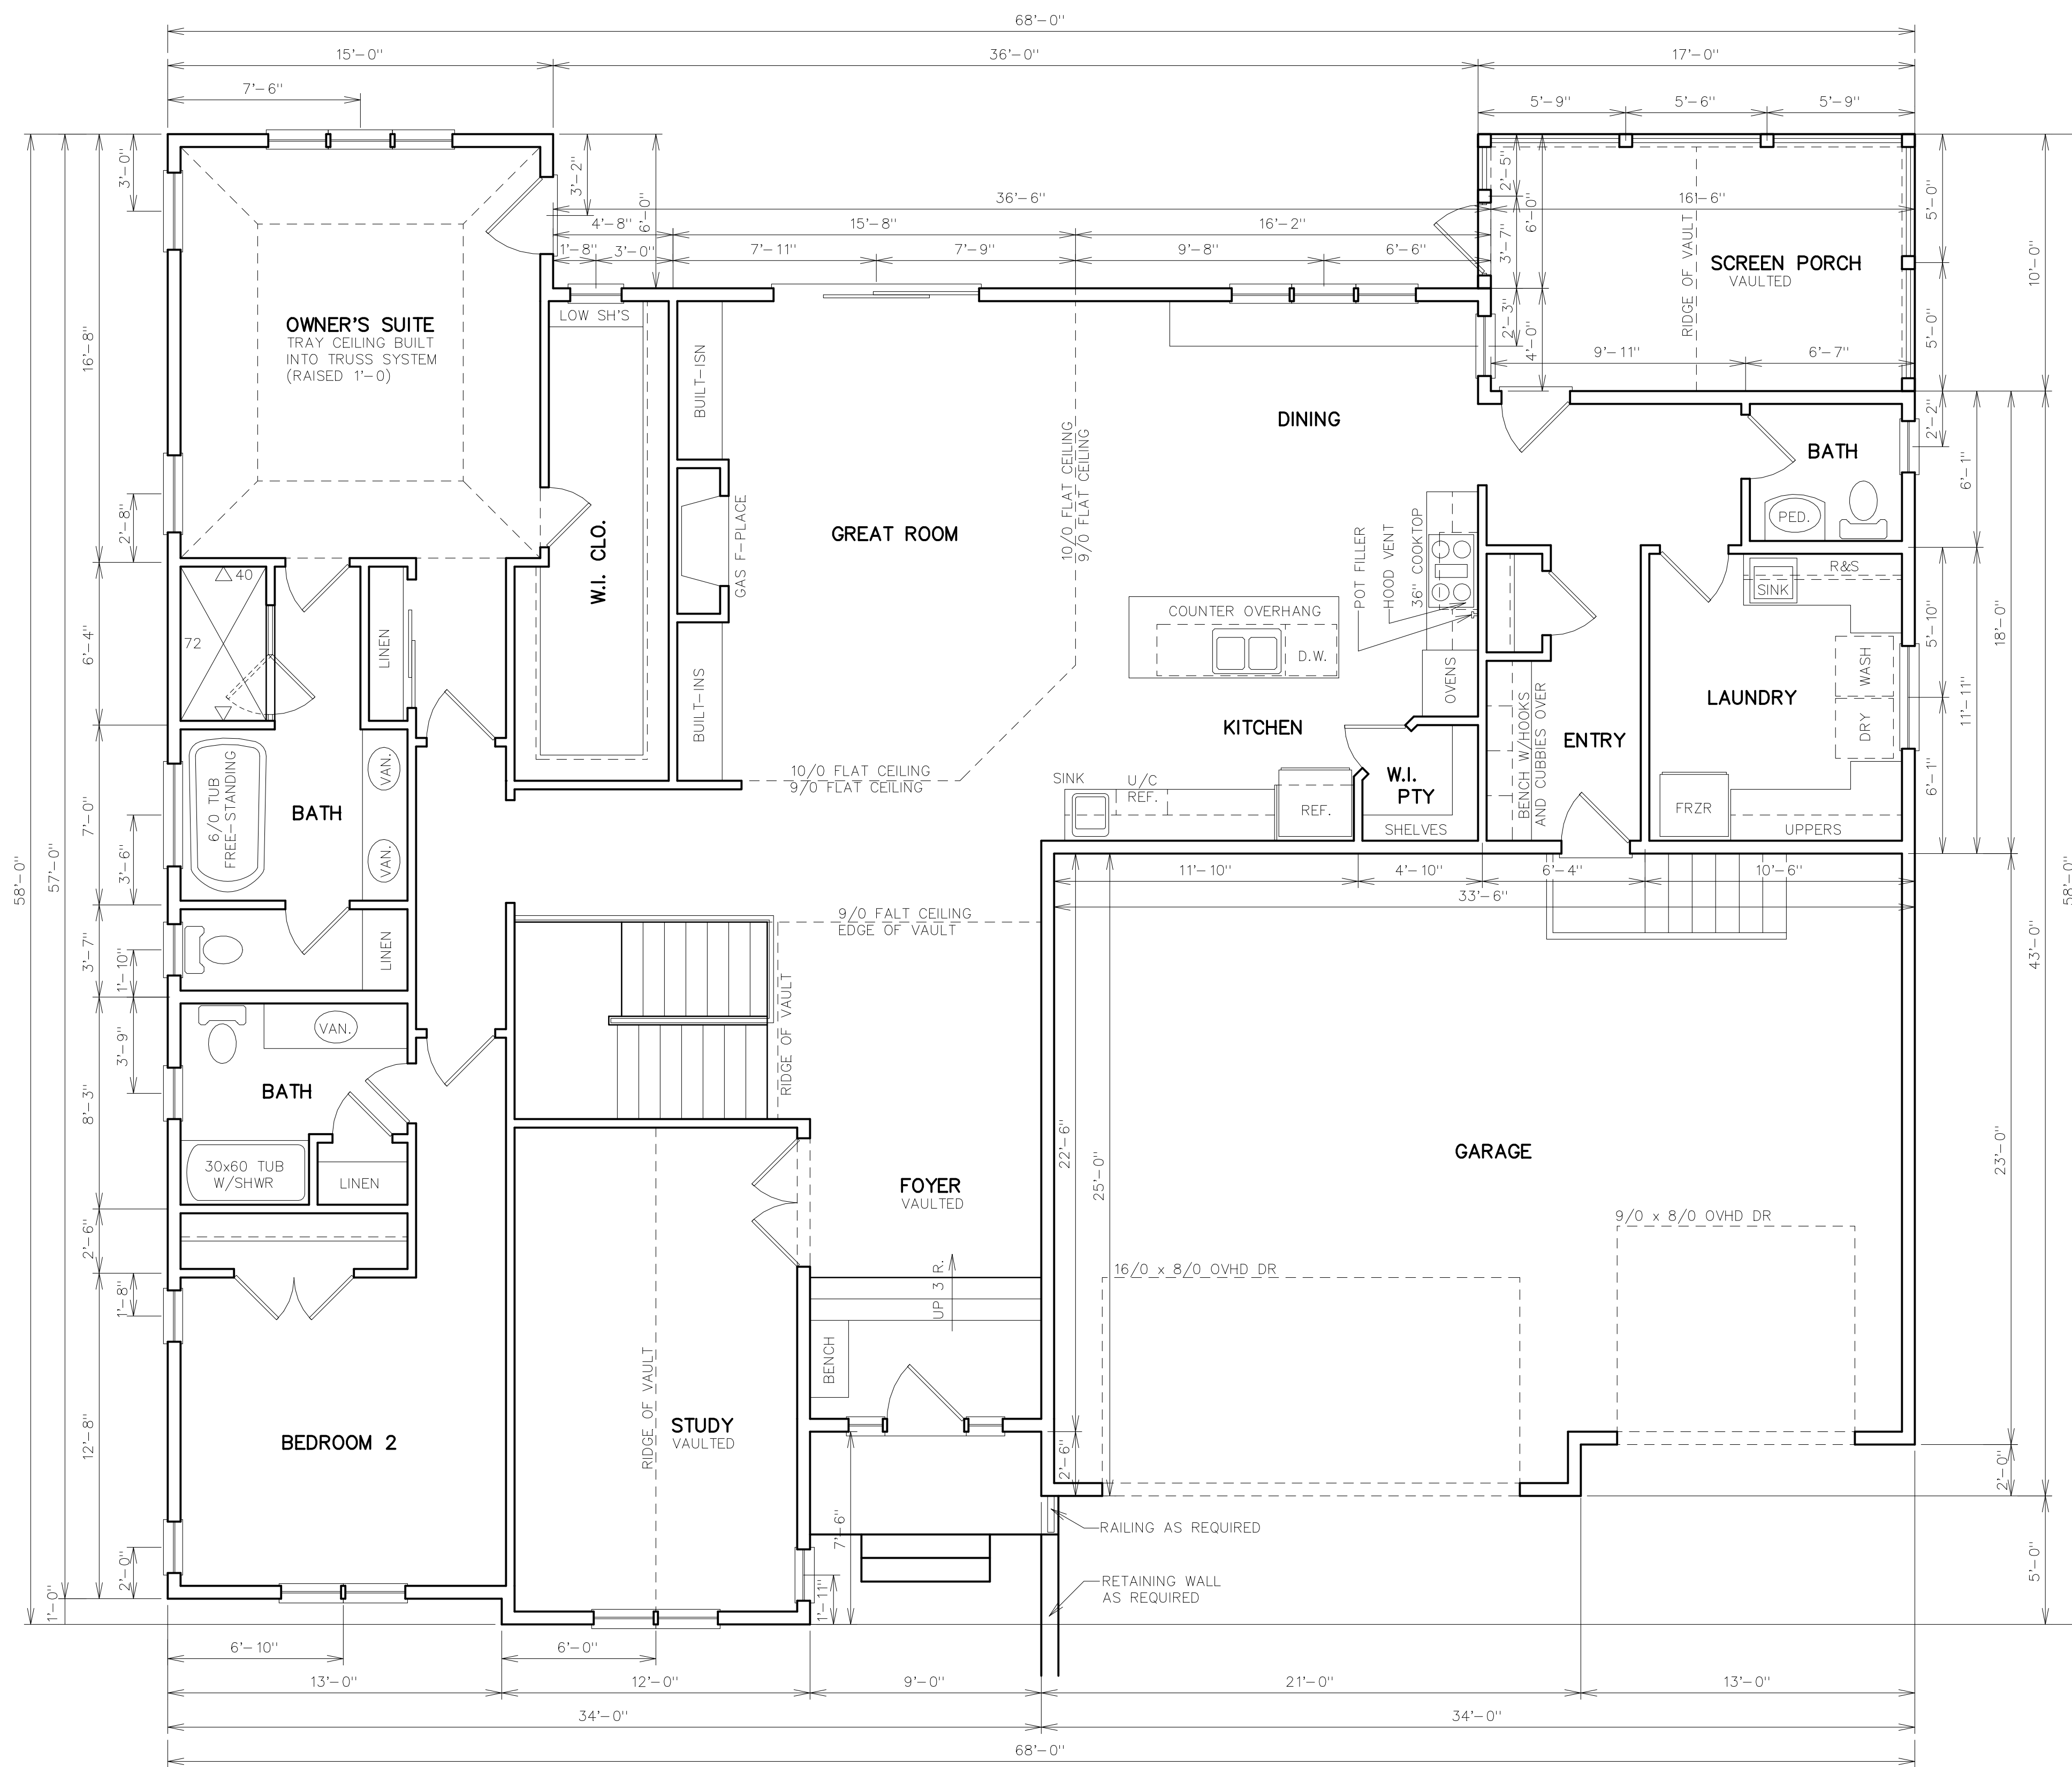 68'-0"
15'-0"
36'-0"
17'-0"
7'-6"
5'-9"
5'-6"
5'-9"
3'-0"
3'-2"
6'-0"
2'-5"
6'-0"
5'-0"
10'-0"
36'-6"
16'-6"
4'-8"
15'-8"
16'-2"
1'-8"
3'-0"
7'-11"
7'-9"
9'-8"
6'-6"
3'-7"
RIDGE OF VAULT
SCREEN PORCH
VAULTED
OWNER'S SUITE
TRAY CEILING BUILT
INTO TRUSS SYSTEM
(RAISED 1'-0)
16'-8"
LOW SH'S
2'-3"
4'-0"
9'-11"
6'-7"
5'-0"
BUILT-ISN
DINING
BATH
2'-2"
6'-1"
10/0 FLAT CEILING
9/0 FLAT CEILING
2'-8"
W.I. CLO.
GAS F-PLACE
GREAT ROOM
POT FILLER
HOOD VENT
36" COOKTOP
PED.
40
72
LINEN
6'-4"
COUNTER OVERHANG
D.W.
OVENS
R&S
SINK
WASH
DRY
5'-10"
18'-0"
11'-11"
LAUNDRY
BUILT-INS
KITCHEN
ENTRY
BENCH W/HOOKS
AND CUBBIES OVER
10/0 FLAT CEILING
9/0 FLAT CEILING
SINK
U/C
REF.
REF.
W.I.
PTY
SHELVES
FRZR
UPPERS
6'-1"
6/0 TUB
FREE-STANDING
BATH
VAN.
VAN.
7'-0"
3'-6"
58'-0"
57'-0"
11'-10"
4'-10"
6'-4"
10'-6"
33'-6"
58'-0"
9/0 FALT CEILING
EDGE OF VAULT
LINEN
3'-7"
1'-10"
43'-0"
RIDGE OF VAULT
VAN.
3'-9"
BATH
8'-3"
30x60 TUB
W/SHWR
LINEN
22'-6"
25'-0"
GARAGE
23'-0"
FOYER
VAULTED
9/0 x 8/0 OVHD DR
16/0 x 8/0 OVHD DR
2'-6"
1'-8"
UP 3 R.
BENCH
RIDGE OF VAULT
STUDY
VAULTED
BEDROOM 2
12'-8"
2'-6"
2'-0"
7'-6"
RAILING AS REQUIRED
RETAINING WALL
AS REQUIRED
5'-0"
2'-0"
1'-0"
1'-11"
6'-10"
6'-0"
13'-0"
12'-0"
9'-0"
21'-0"
13'-0"
34'-0"
34'-0"
68'-0"